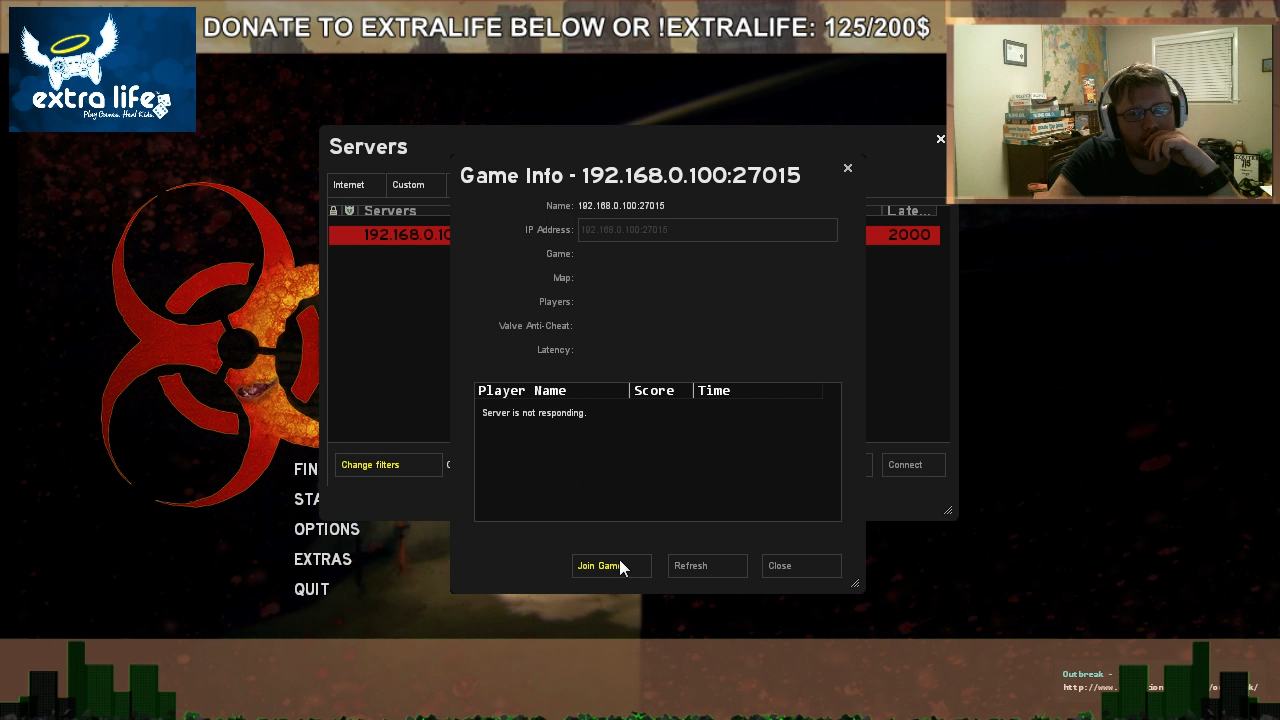 DONATE TO EXTRALIFE BELOW OR !EXTRALIFE: 125/200$
extra life
Play Games. Heal Kids.
Servers
Internet
Custom
Servers
Late...
192.168.0.10
2000
Change filters
Connect
Game Info - 192.168.0.100:27015
Name: 192.168.0.100:27015
IP Address: 192.168.0.100:27015
Game:
Map:
Players:
Valve Anti-Cheat:
Latency:
Player Name Score Time
Server is not responding.
Join Game
Refresh
Close
FIN
STA
OPTIONS
EXTRAS
QUIT
Outbreak -
http://www.